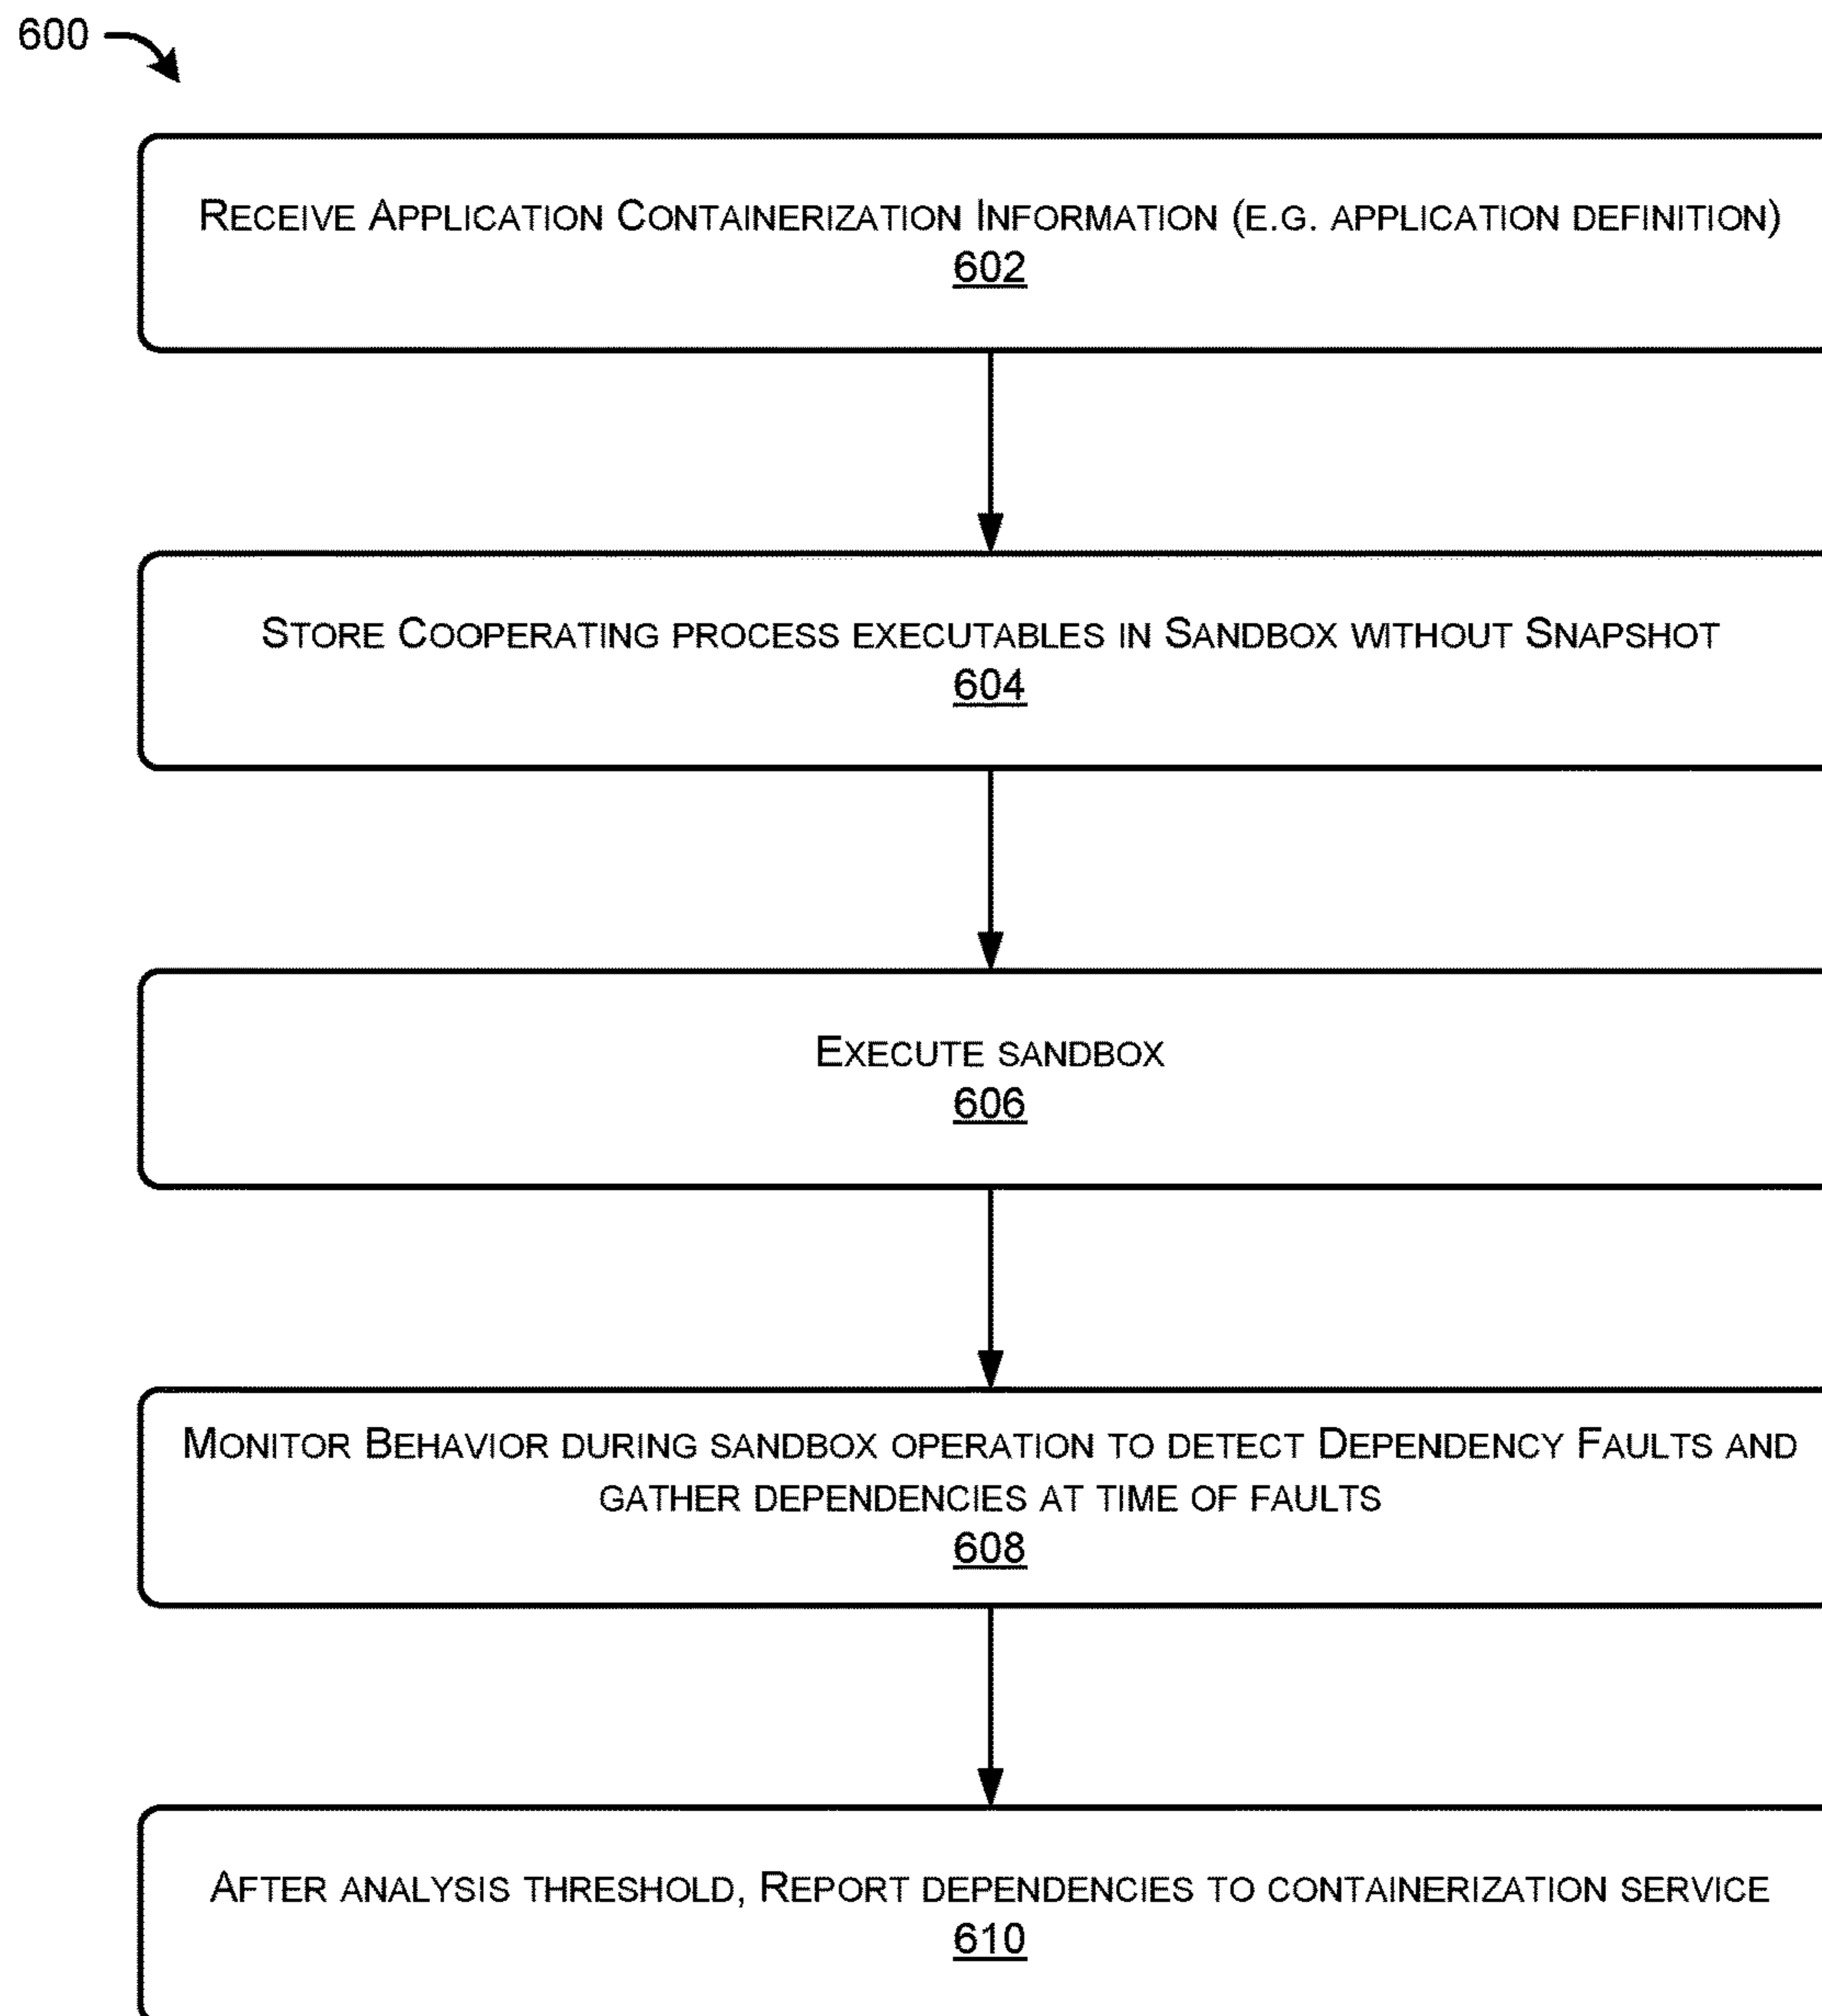 600
RECEIVE APPLICATION CONTAINERIZATION INFORMATION (E.G. APPLICATION DEFINITION)
602
STORE COOPERATING PROCESS EXECUTABLES IN SANDBOX WITHOUT SNAPSHOT
604
EXECUTE SANDBOX
606
MONITOR BEHAVIOR DURING SANDBOX OPERATION TO DETECT DEPENDENCY FAULTS AND
GATHER DEPENDENCIES AT TIME OF FAULTS
608
AFTER ANALYSIS THRESHOLD, REPORT DEPENDENCIES TO CONTAINERIZATION SERVICE
610